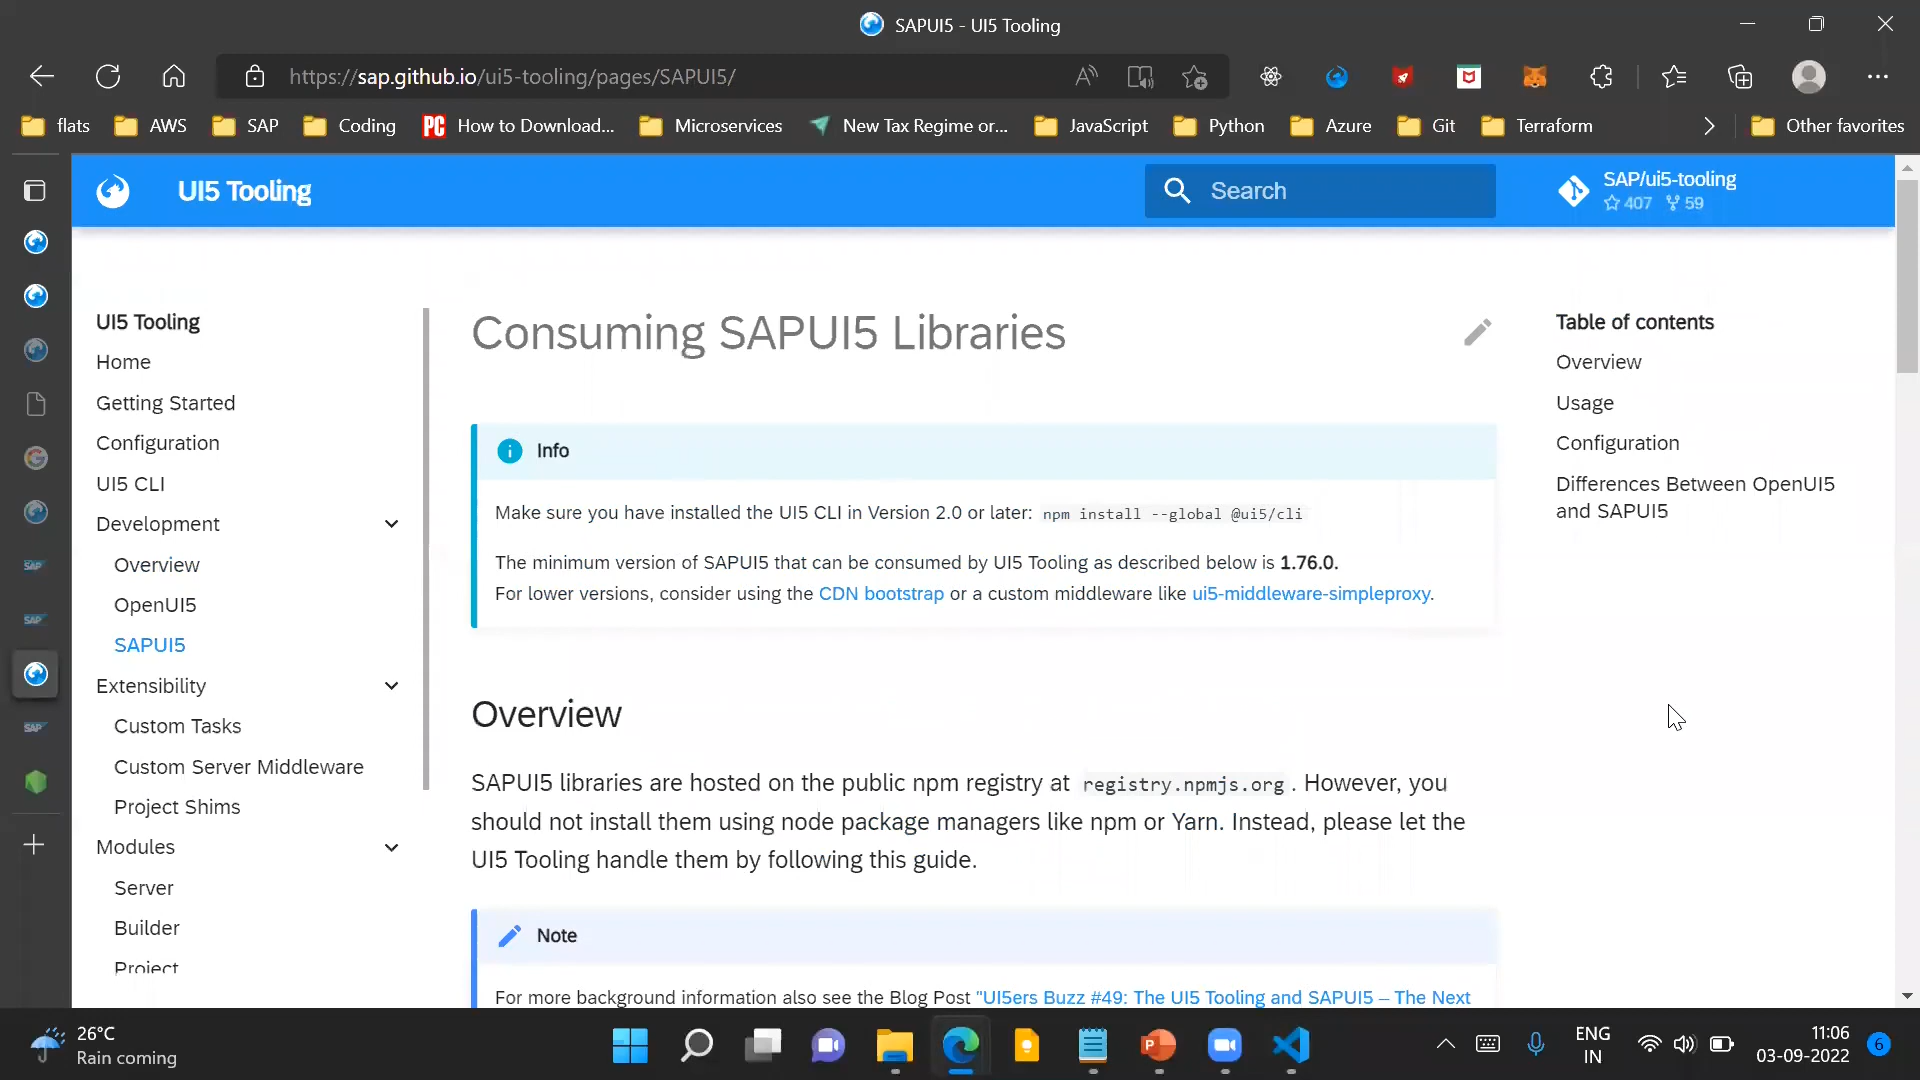 SAPUI5 - UI5 Tooling
https://sap.github.io/ui5-tooling/pages/SAPUI5/
flats
AWS
SAP
Coding
PC
How to Download...
Microservices
New Tax Regime or...
JavaScript
Python
Azure
Git
Terraform
Other favorites
UI5 Tooling
Search
SAP/ui5-tooling
407 59
UI5 Tooling
Home
Getting Started
Configuration
UI5 CLI
Development
Overview
OpenUI5
SAPUI5
Extensibility
Custom Tasks
Custom Server Middleware
Project Shims
Modules
Server
Builder
Project
Consuming SAPUI5 Libraries
Info
Make sure you have installed the UI5 CLI in Version 2.0 or later: npm install --global @ui5/cli
The minimum version of SAPUI5 that can be consumed by UI5 Tooling as described below is 1.76.0.
For lower versions, consider using the CDN bootstrap or a custom middleware like ui5-middleware-simpleproxy.
Overview
SAPUI5 libraries are hosted on the public npm registry at registry.npmjs.org. However, you
should not install them using node package managers like npm or Yarn. Instead, please let the
UI5 Tooling handle them by following this guide.
Note
For more background information also see the Blog Post "UI5ers Buzz #49: The UI5 Tooling and SAPUI5 – The Next
Table of contents
Overview
Usage
Configuration
Differences Between OpenUI5
and SAPUI5
SAP
SAP
SAP
26°C
Rain coming
ENG
IN
11:06
03-09-2022
6